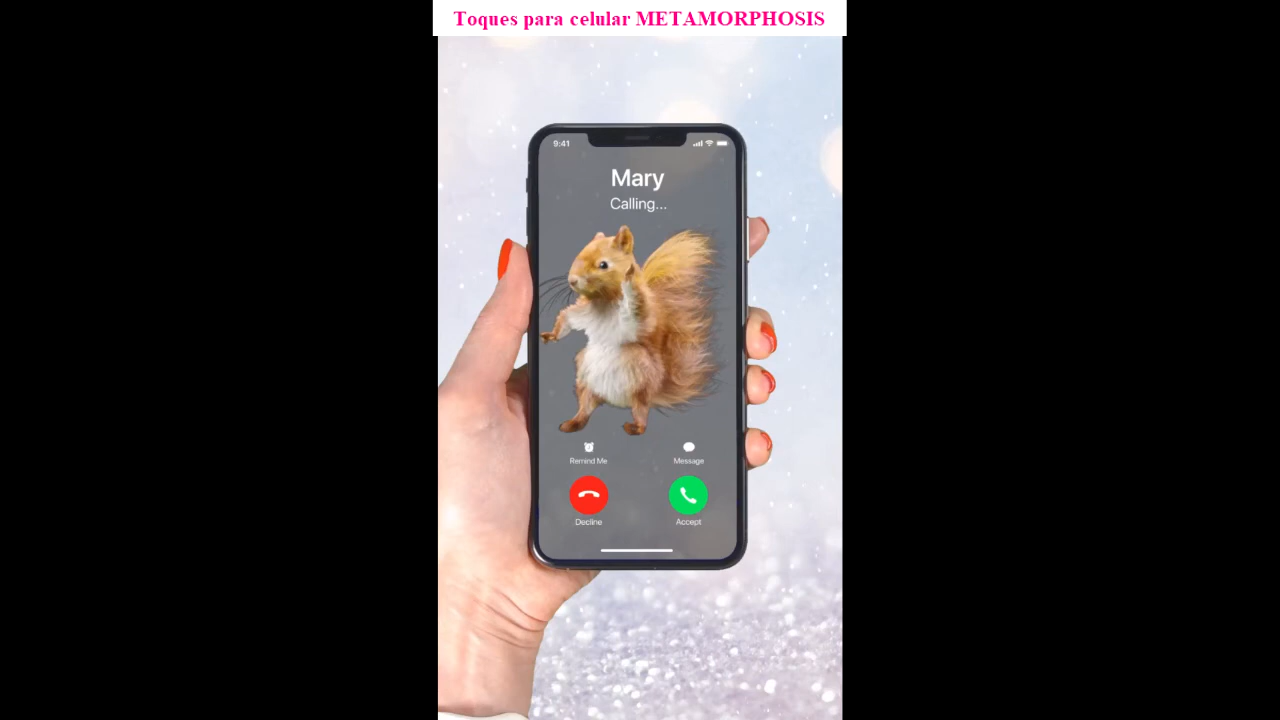 Toques para celular METAMORPHOSIS
9:41
Mary
Calling...
Remind Me
Message
Decline
Accept